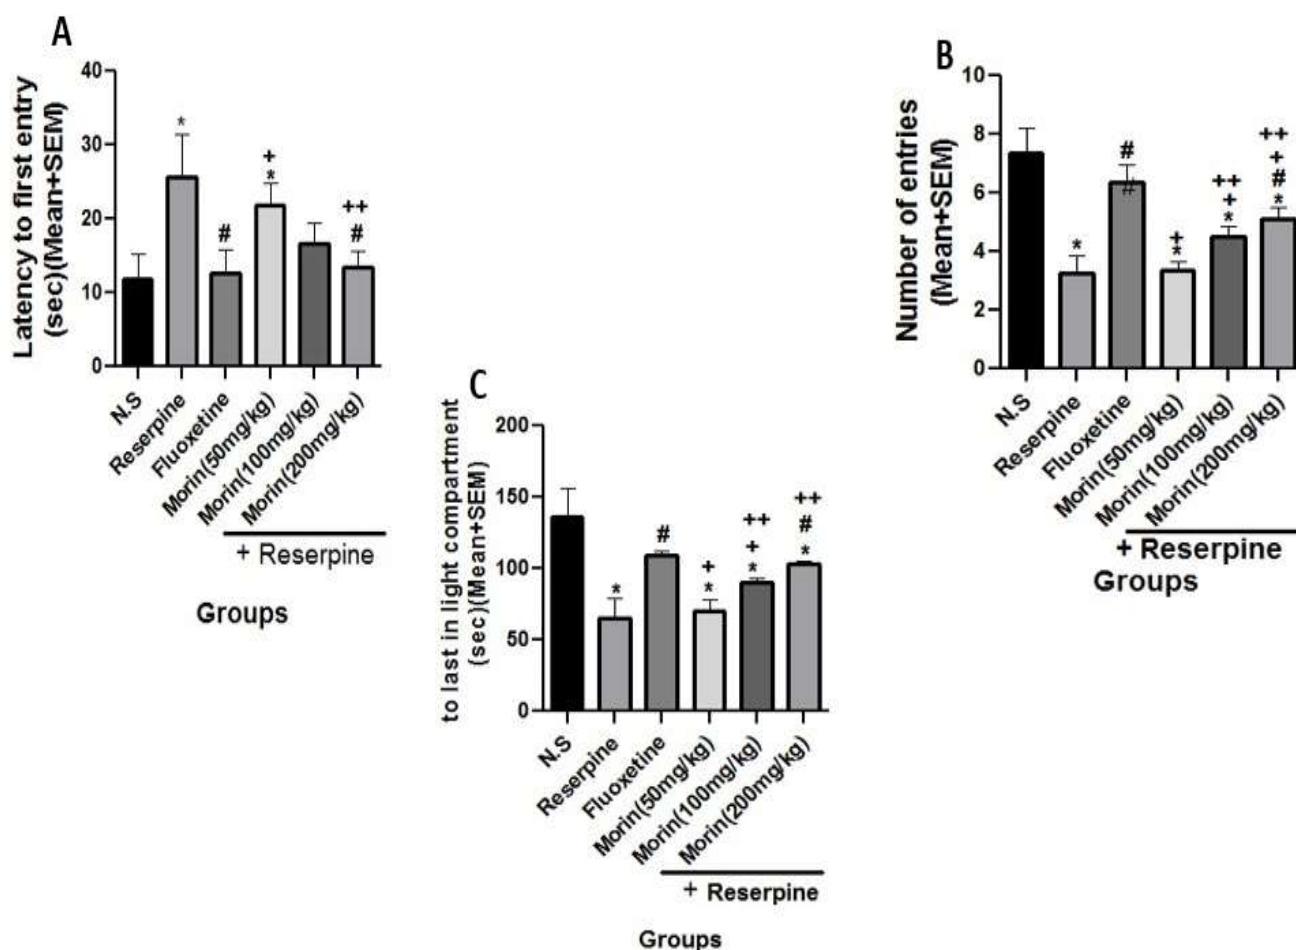 A
Latency to first entry
(sec)(Mean+SEM)
40
30
20
10
0
*
#
+
*
++
#
N.S
Reserpine
Fluoxetine
Morin(50mg/kg)
Morin(100mg/kg)
Morin(200mg/kg)
+ Reserpine
Groups
B
Number of entries
(Mean+SEM)
10
8
6
4
2
0
*
#
#
+
*
++
+
*
++
+
#
*
N.S
Reserpine
Fluoxetine
Morin(50mg/kg)
Morin(100mg/kg)
Morin(200mg/kg)
+ Reserpine
Groups
C
to last in light compartment
(sec)(Mean+SEM)
200
150
100
50
0
*
#
+
*
++
+
*
++
#
*
N.S
Reserpine
Fluoxetine
Morin(50mg/kg)
Morin(100mg/kg)
Morin(200mg/kg)
+ Reserpine
Groups